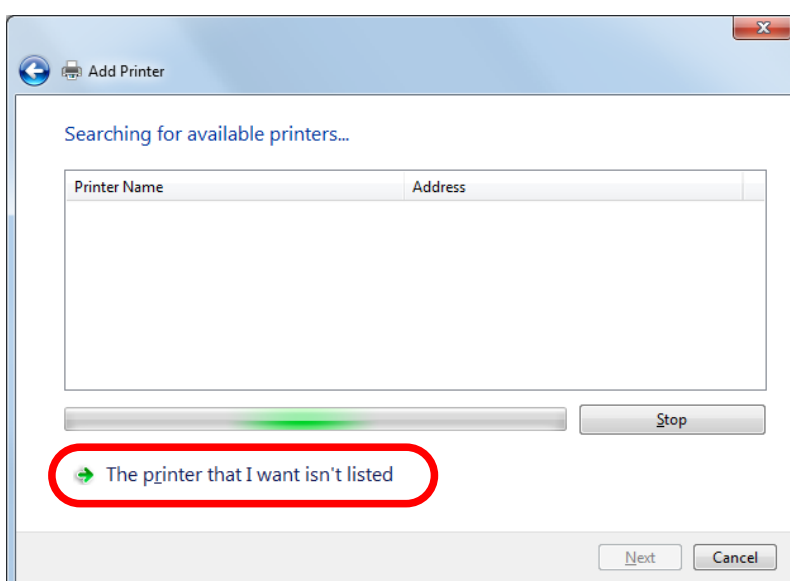 Add Printer
Searching for available printers...
Printer Name Address
Stop
The printer that I want isn't listed
Next Cancel